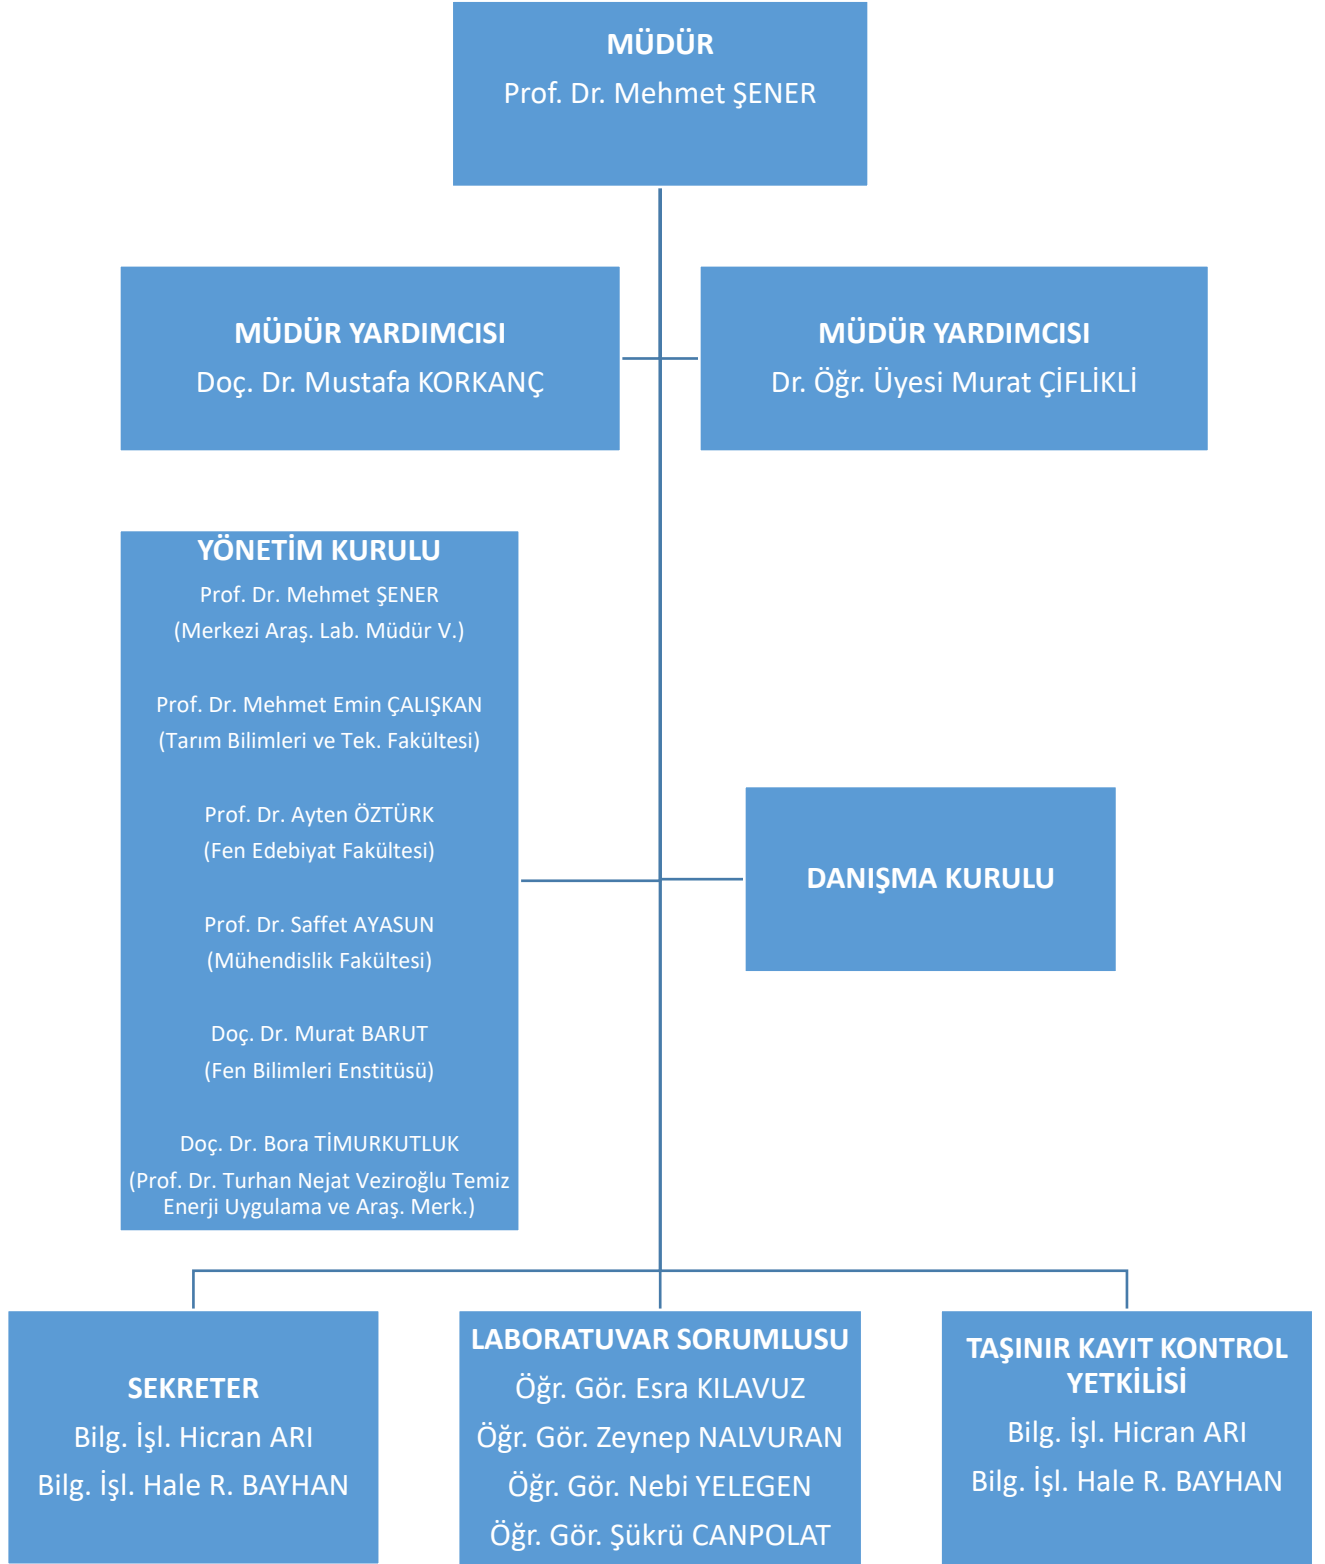 MÜDÜR
Prof. Dr. Mehmet ŞENER
MÜDÜR YARDIMCISI
Doç. Dr. Mustafa KORKANÇ
MÜDÜR YARDIMCISI
Dr. Öğr. Üyesi Murat ÇİFLİKLİ
YÖNETİM KURULU
Prof. Dr. Mehmet ŞENER
(Merkezi Araş. Lab. Müdür V.)
Prof. Dr. Mehmet Emin ÇALIŞKAN
(Tarım Bilimleri ve Tek. Fakültesi)
Prof. Dr. Ayten ÖZTÜRK
(Fen Edebiyat Fakültesi)
Prof. Dr. Saffet AYASUN
(Mühendislik Fakültesi)
Doç. Dr. Murat BARUT
(Fen Bilimleri Enstitüsü)
Doç. Dr. Bora TİMURKUTLUK
(Prof. Dr. Turhan Nejat Veziroğlu Temiz
Enerji Uygulama ve Araş. Merk.)
DANIŞMA KURULU
SEKRETER
Bilg. İşl. Hicran ARI
Bilg. İşl. Hale R. BAYHAN
LABORATUVAR SORUMLUSU
Öğr. Gör. Esra KILAVUZ
Öğr. Gör. Zeynep NALVURAN
Öğr. Gör. Nebi YELEGEN
Öğr. Gör. Şükrü CANPOLAT
TAŞINIR KAYIT KONTROL
YETKİLİSİ
Bilg. İşl. Hicran ARI
Bilg. İşl. Hale R. BAYHAN